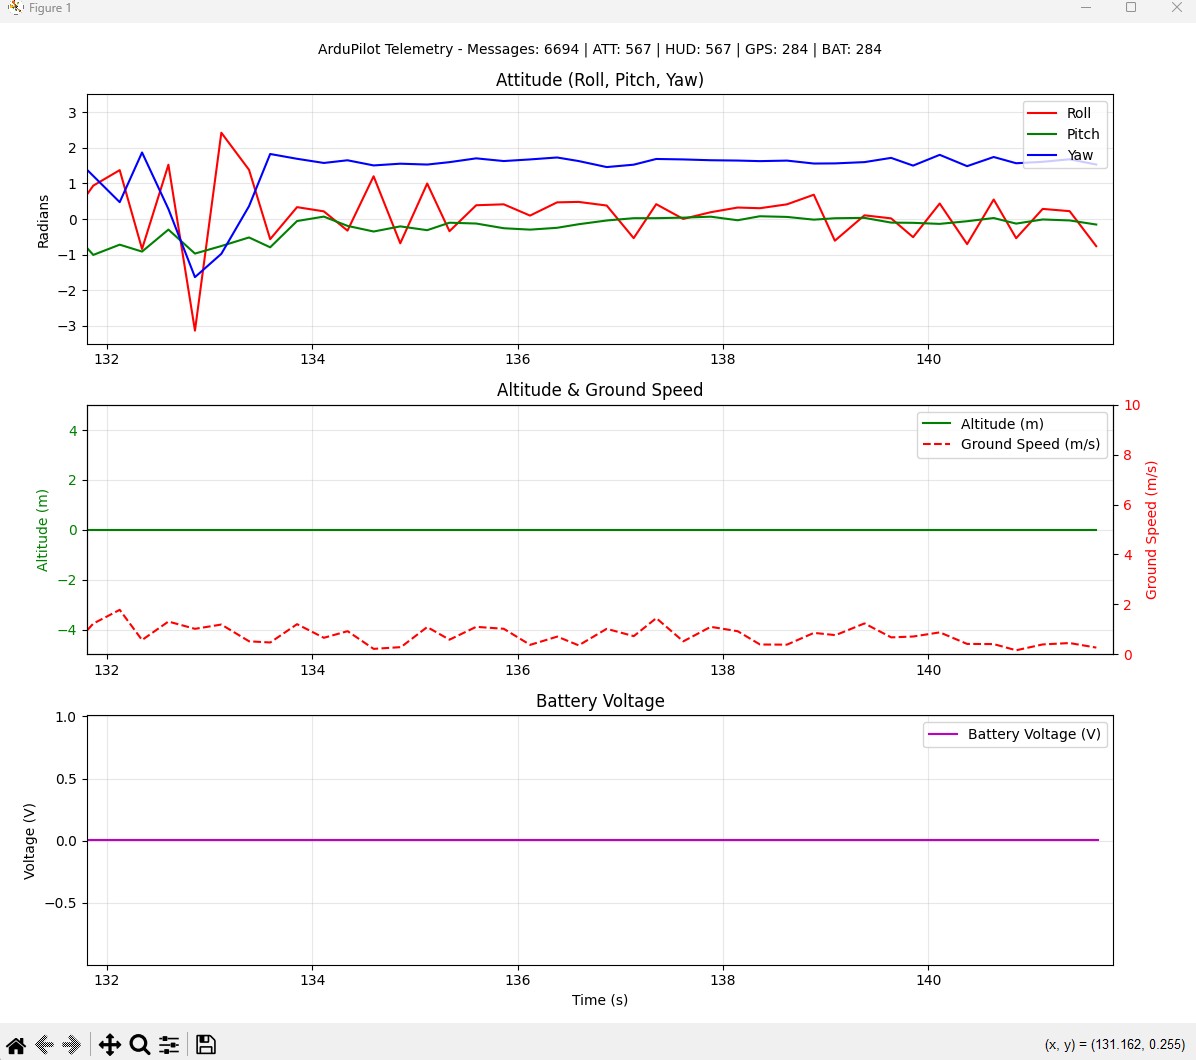 Figure 1
ArduPilot Telemetry - Messages: 6694 | ATT: 567 | HUD: 567 | GPS: 284 | BAT: 284
Attitude (Roll, Pitch, Yaw)
3
2
1
0
−1
−2
−3
Radians
Roll
Pitch
Yaw
132 134 136 138 140
Altitude & Ground Speed
4
2
0
−2
−4
Altitude (m)
Altitude (m)
Ground Speed (m/s)
10
8
6
4
2
0
Ground Speed (m/s)
132 134 136 138 140
Battery Voltage
1.0
0.5
0.0
−0.5
Voltage (V)
Battery Voltage (V)
132 134 136 138 140
Time (s)
(x, y) = (131.162, 0.255)